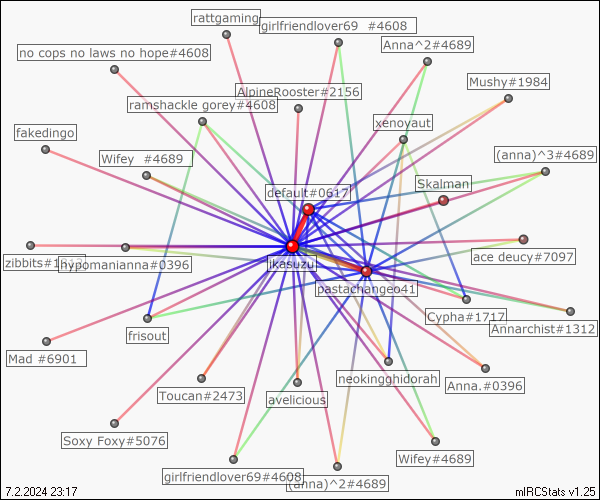 rattgaming
girlfriendlover69 #4608
no cops no laws no hope#4608
Anna^2#4689
Mushy#1984
AlpineRooster#2156
ramshackle gorey#4608
xenoyaut
fakedingo
Wifey #4689
(anna)^3#4689
default#0617
Skalman
ace deucy#7097
zibbits#1
hypomanianna#0396
ikasuzu
pastachangeo41
Cypha#1717
Annarchist#1312
frisout
Mad #6901
neokingghidorah
Anna.#0396
Toucan#2473
avelicious
Soxy Foxy#5076
Wifey#4689
girlfriendlover69#4608
(anna)^2#4689
7.2.2024 23:17
mIRCStats v1.25